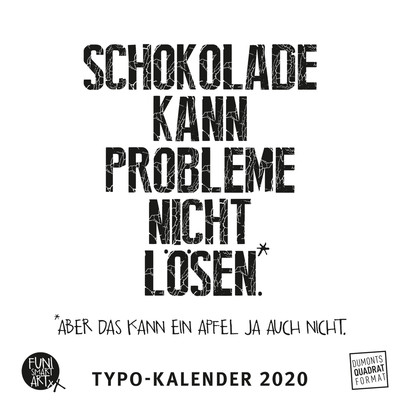 SCHOKOLADE
KANN
PROBLEME
NICHT
LÖSEN.*
*ABER DAS KANN EIN APFEL JA AUCH NICHT.
FUNI
SMART
ART
TYPO-KALENDER 2020
DUMONTS
QUADRAT
FORMAT